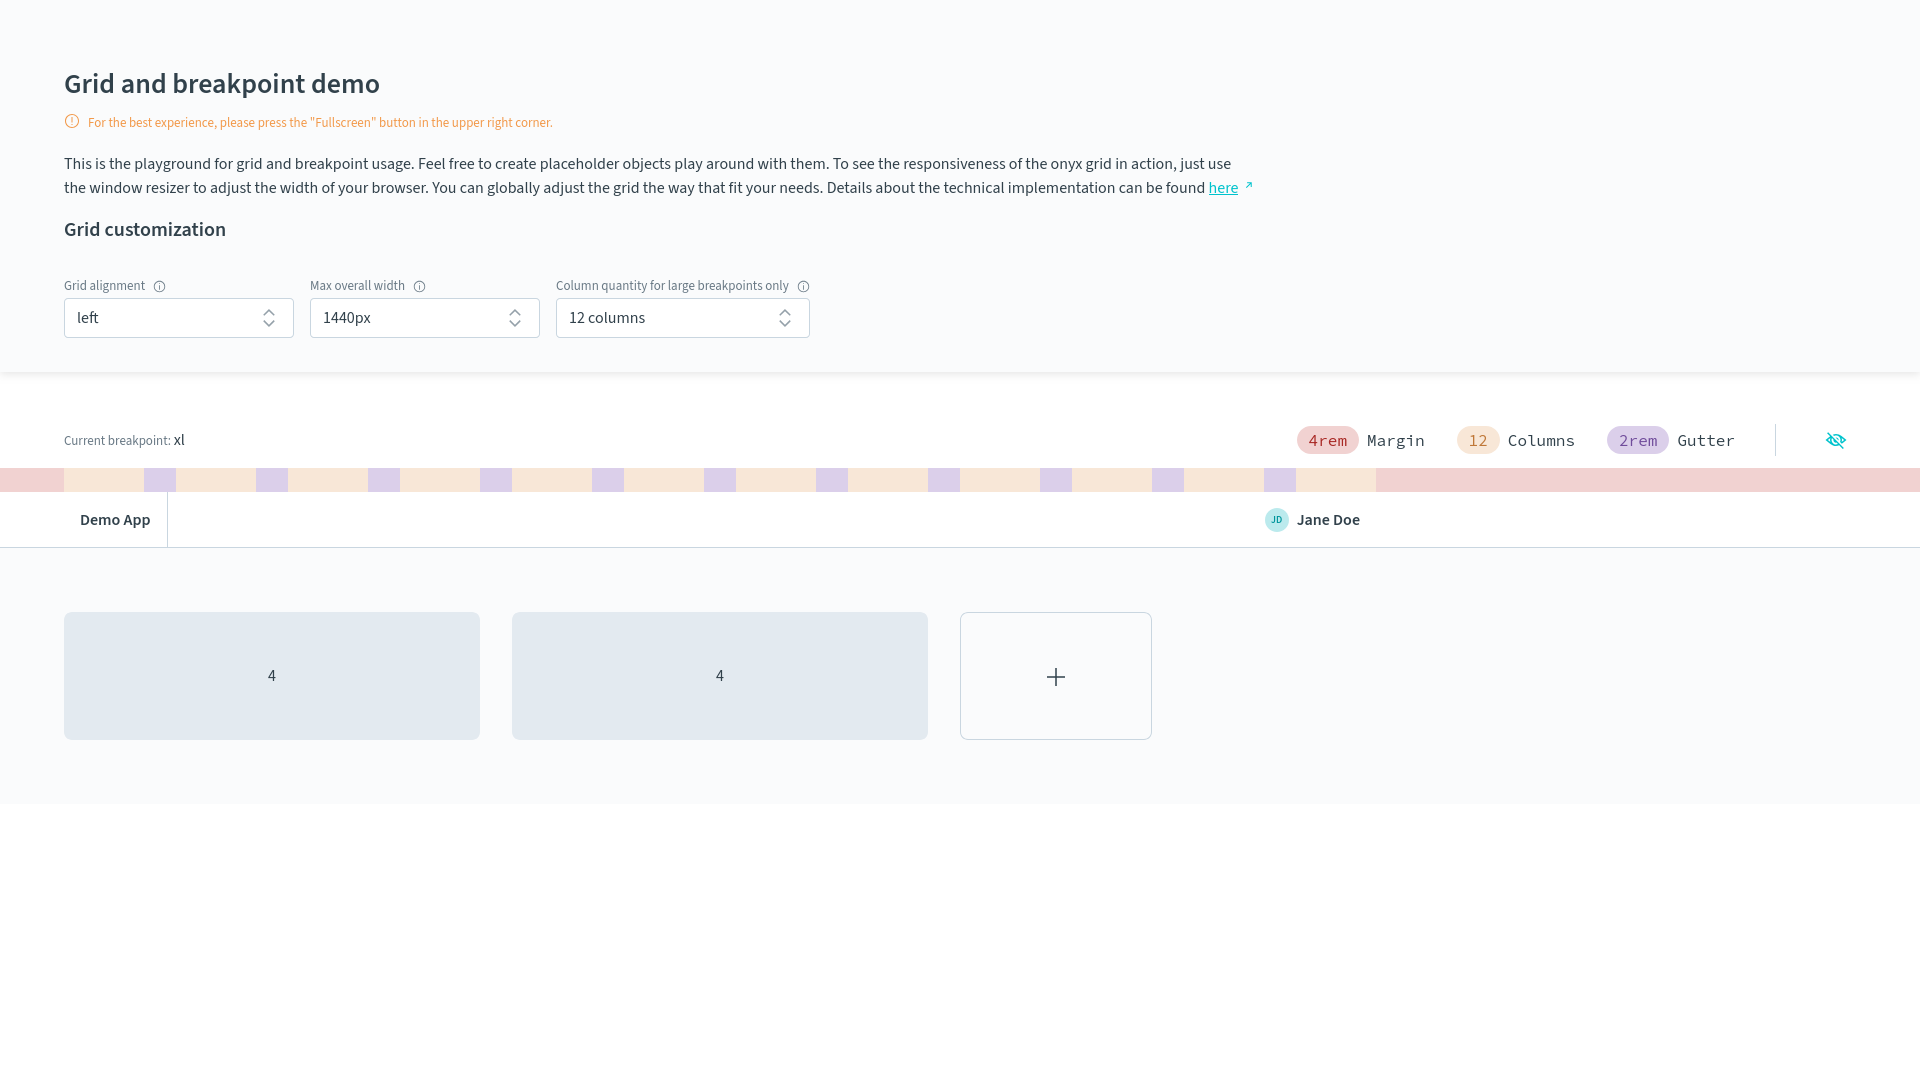 Grid and breakpoint demo
For the best experience, please press the "Fullscreen" button in the upper right corner.
This is the playground for grid and breakpoint usage. Feel free to create placeholder objects play around with them. To see the responsiveness of the onyx grid in action, just use
the window resizer to adjust the width of your browser. You can globally adjust the grid the way that fit your needs. Details about the technical implementation can be found here
Grid customization
Grid alignment Max overall width Column quantity for large breakpoints only
left 1440px 12 columns
Current breakpoint: xl 4rem Margin 12 Columns 2rem Gutter
Demo App JD Jane Doe
4 4